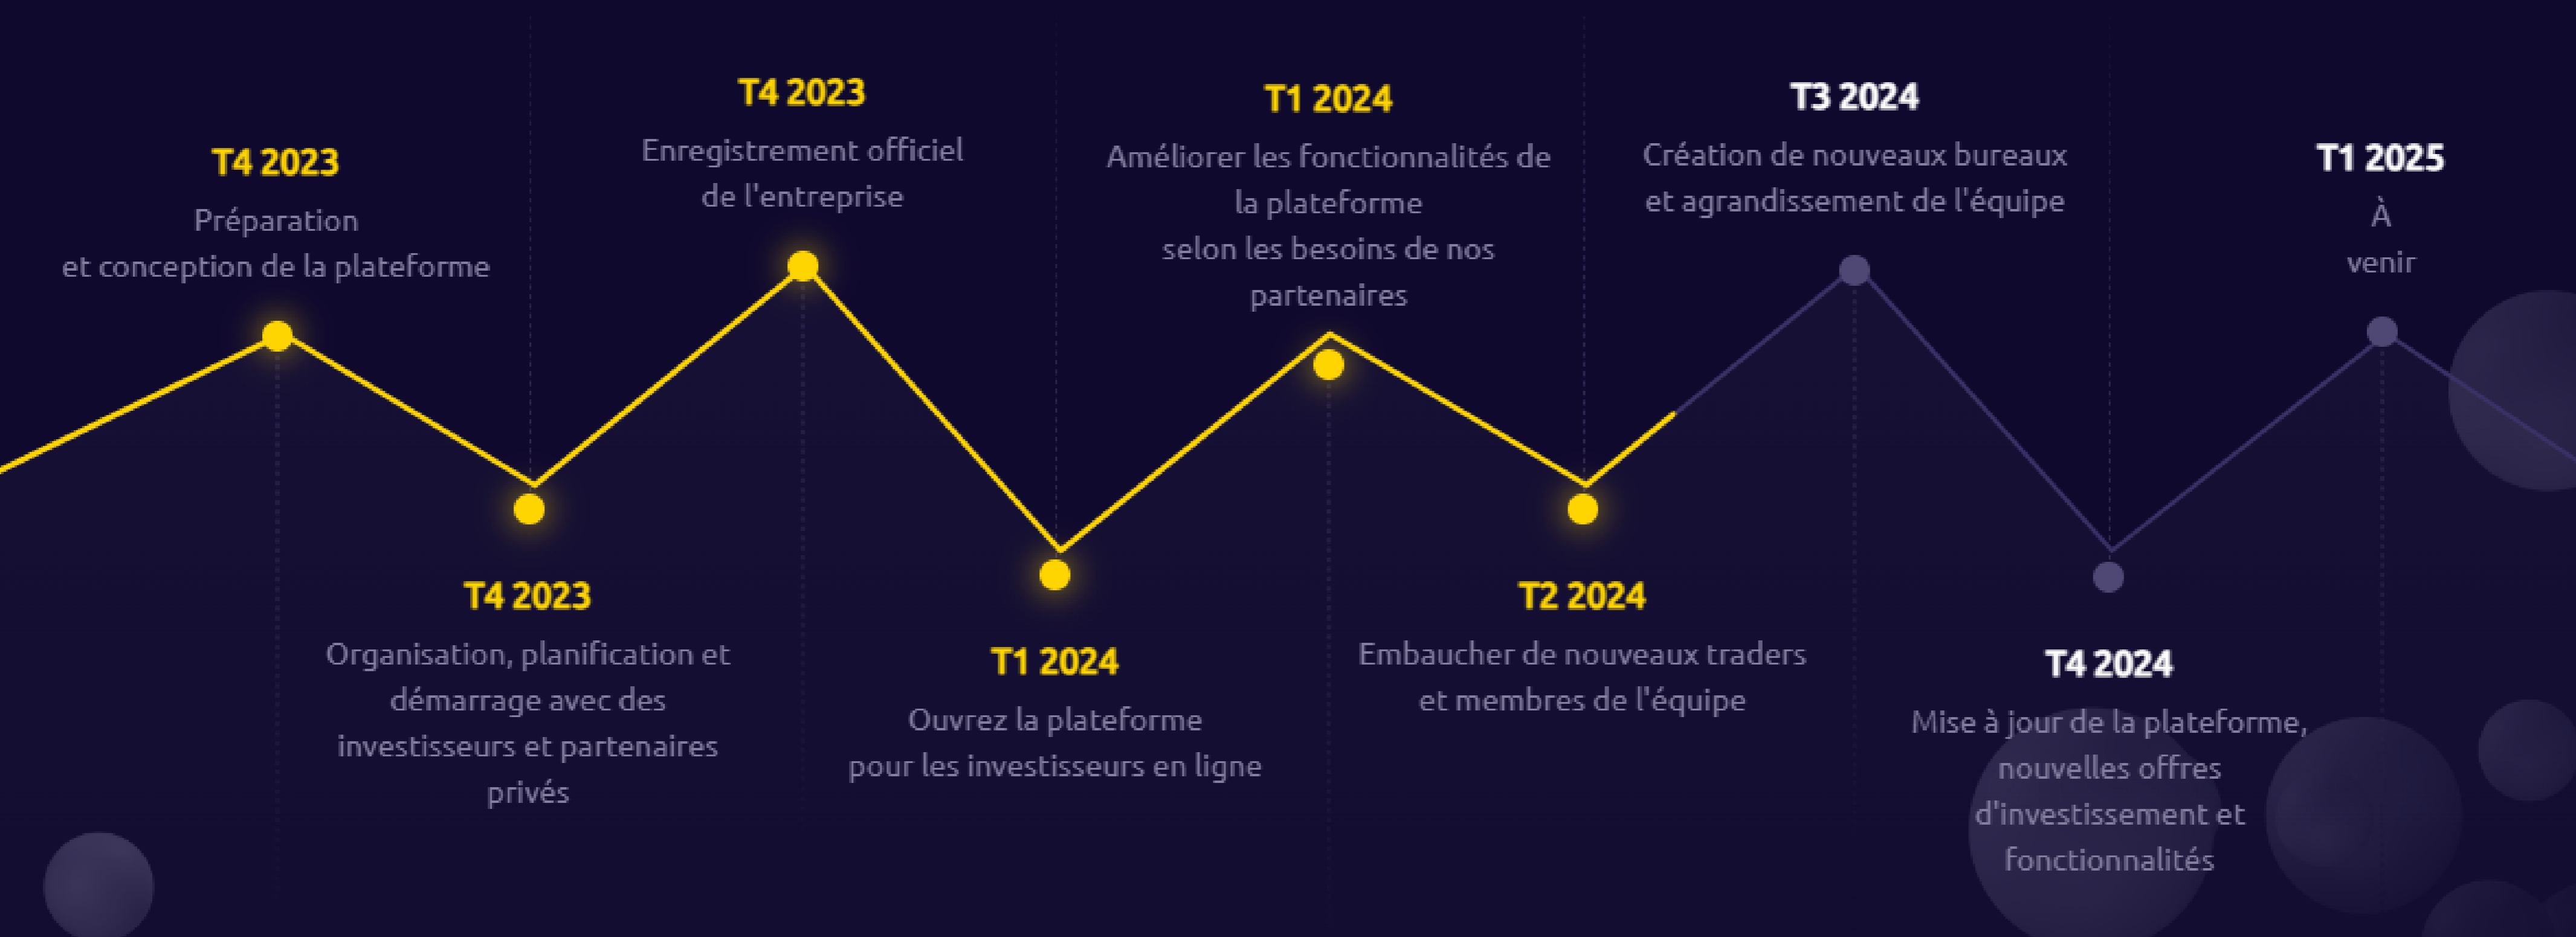 T4 2023
Préparation
et conception de la plateforme
T4 2023
Organisation, planification et
démarrage avec des
investisseurs et partenaires
privés
T4 2023
Enregistrement officiel
de l'entreprise
T1 2024
Ouvrez la plateforme
pour les investisseurs en ligne
T1 2024
Améliorer les fonctionnalités de
la plateforme
selon les besoins de nos
partenaires
T2 2024
Embaucher de nouveaux traders
et membres de l'équipe
T3 2024
Création de nouveaux bureaux
et agrandissement de l'équipe
T4 2024
Mise à jour de la plateforme,
nouvelles offres
d'investissement et
fonctionnalités
T1 2025
À
venir